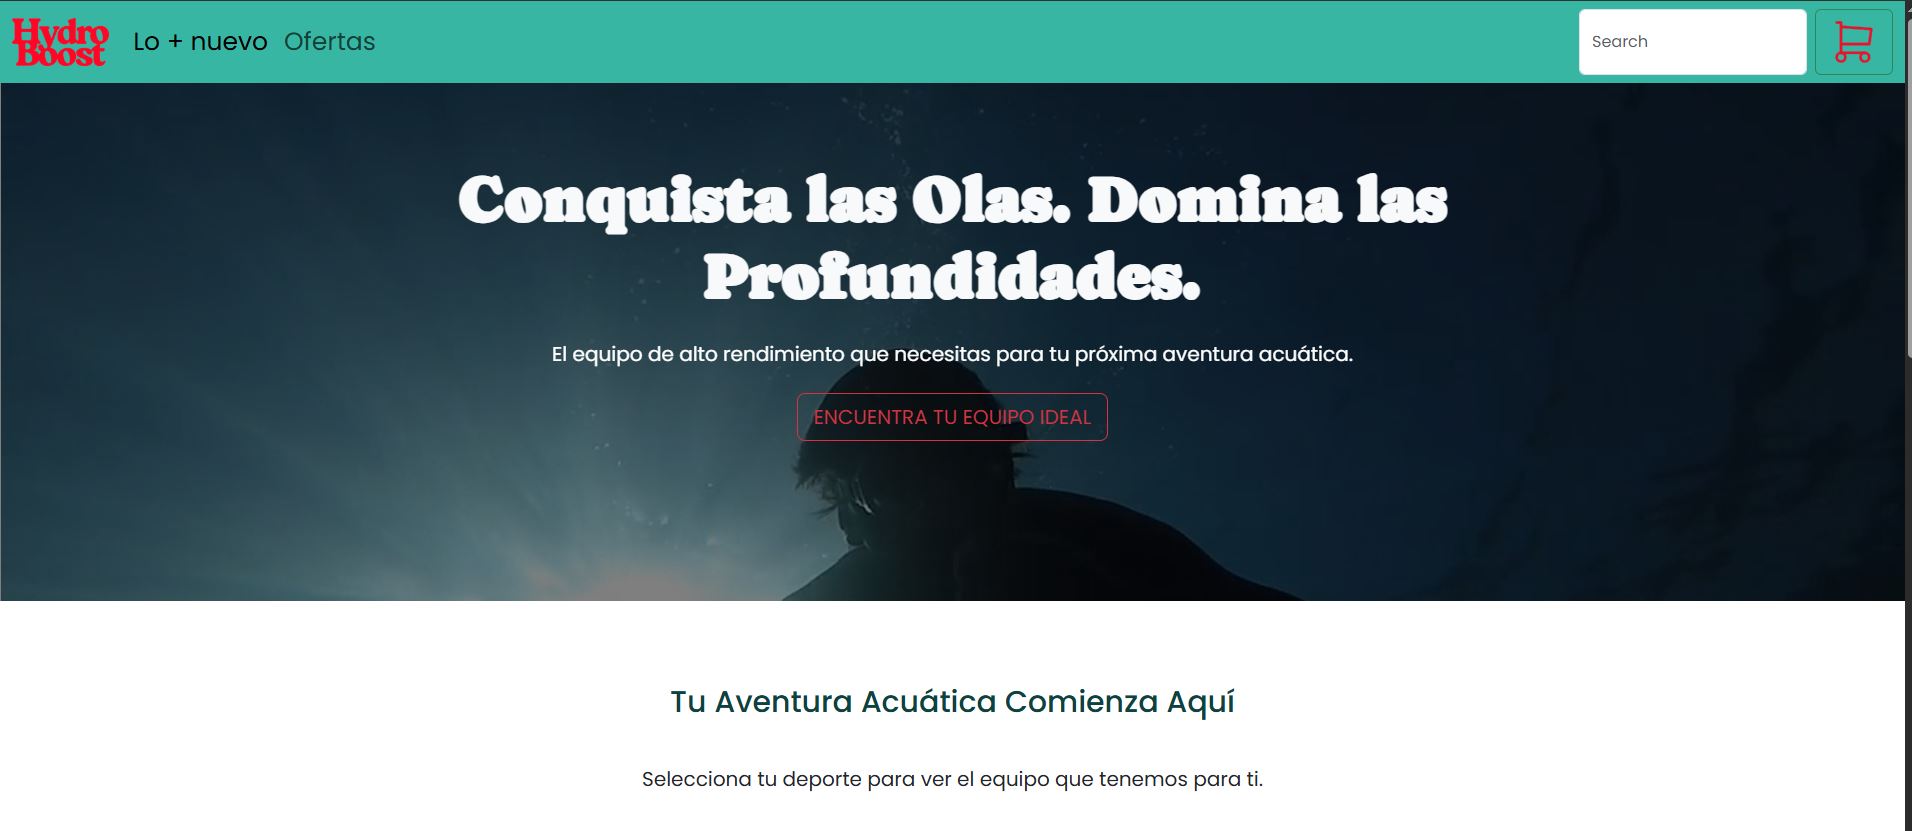 Hydro
Boost
Lo + nuevo
Ofertas
Search
Conquista las Olas. Domina las
Profundidades.
El equipo de alto rendimiento que necesitas para tu próxima aventura acuática.
ENCUENTRA TU EQUIPO IDEAL
Tu Aventura Acuática Comienza Aquí
Selecciona tu deporte para ver el equipo que tenemos para ti.